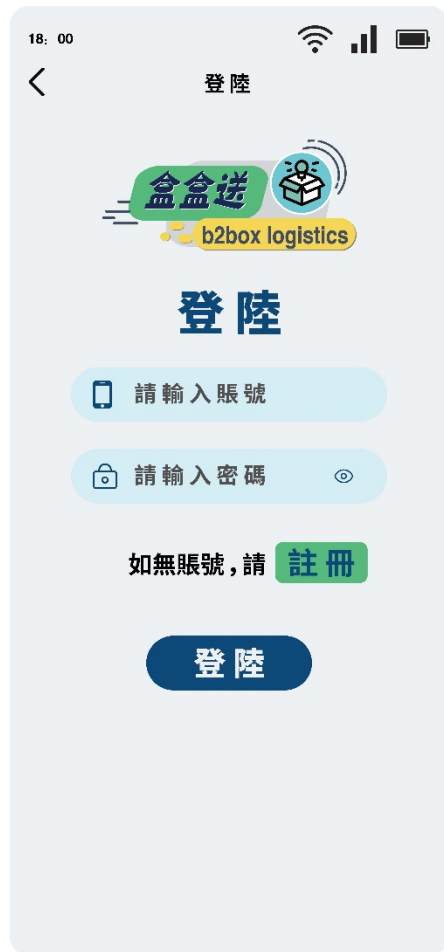 18: 00
登陸
盒盒送
b2box logistics
登陸
請輸入賬號
請輸入密碼
如無賬號,請 註冊
登陸